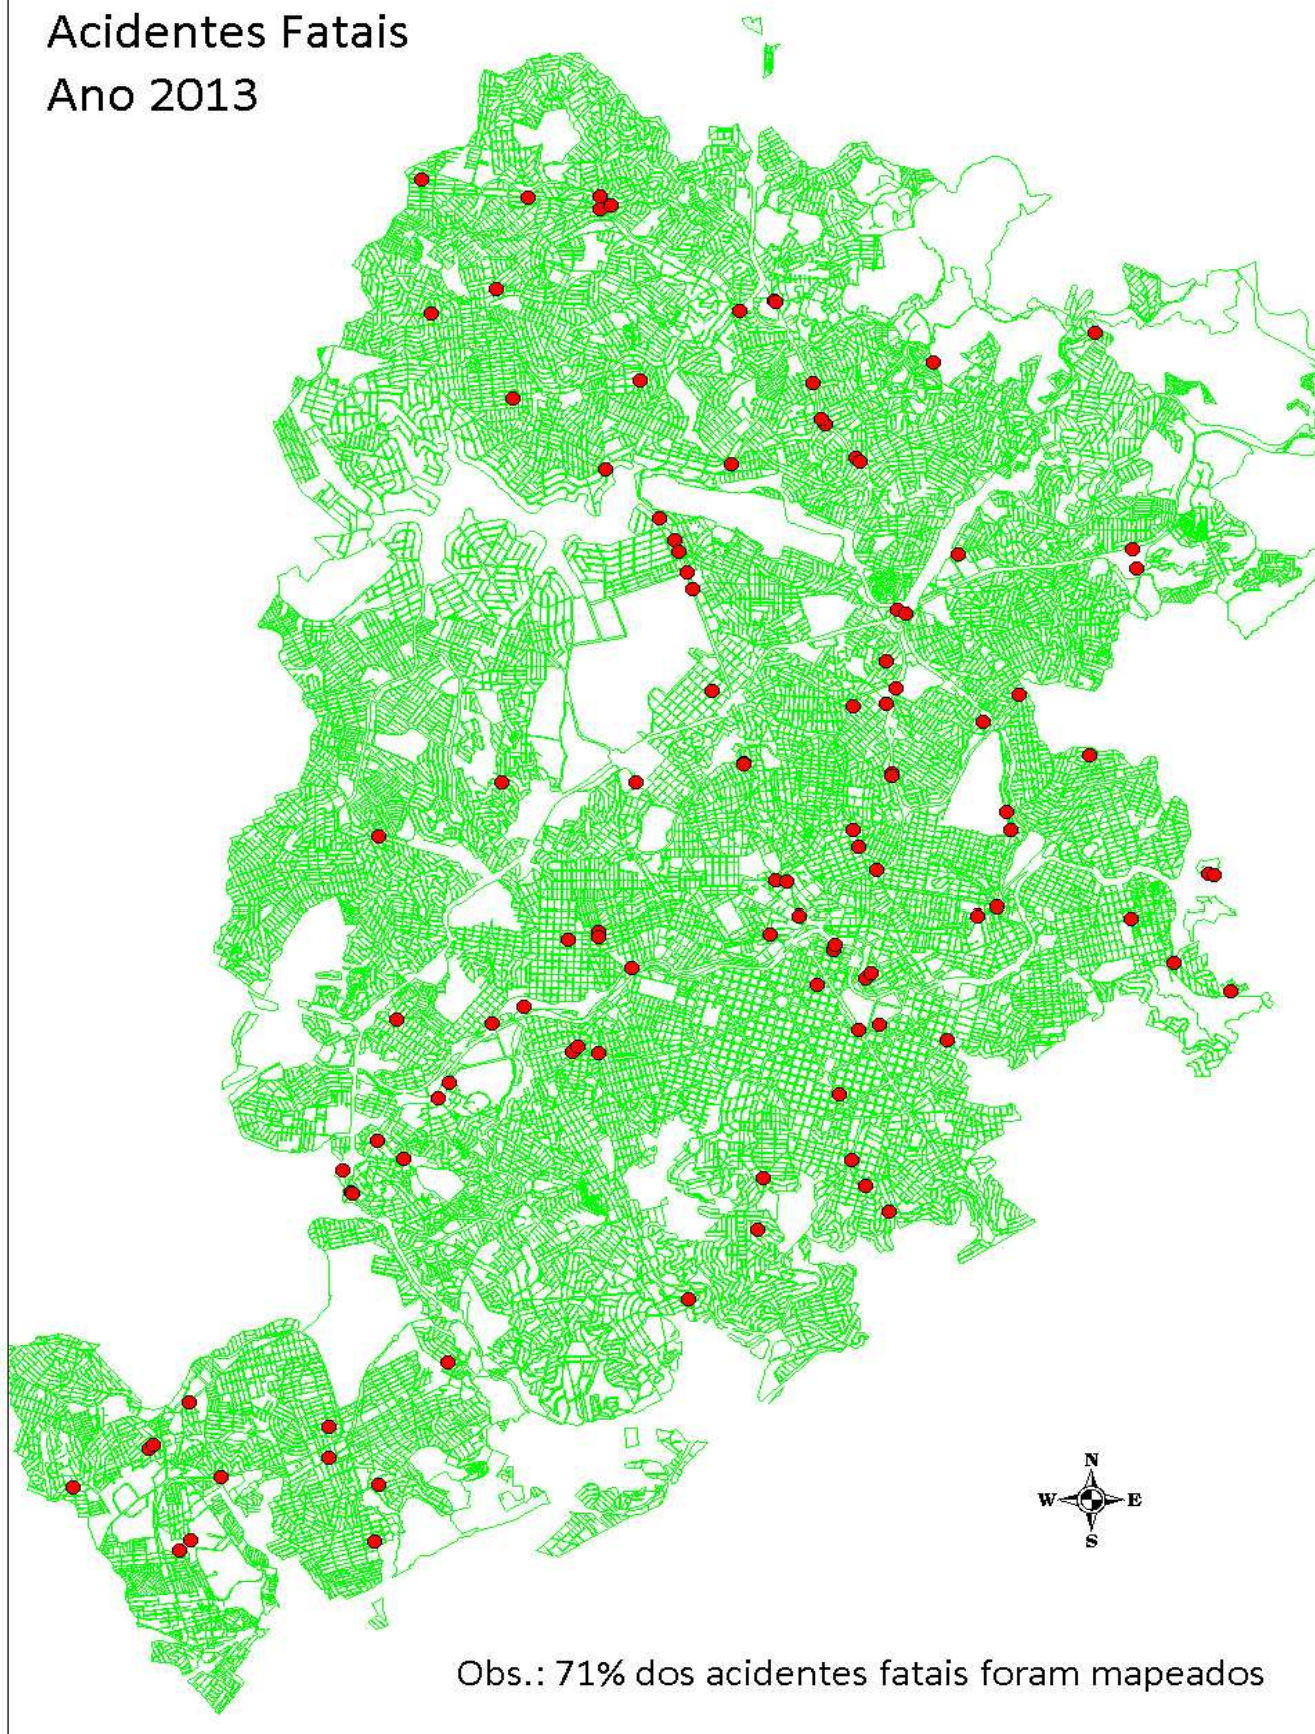 Acidentes Fatais
Ano 2013
N
W E
S
Obs.: 71% dos acidentes fatais foram mapeados